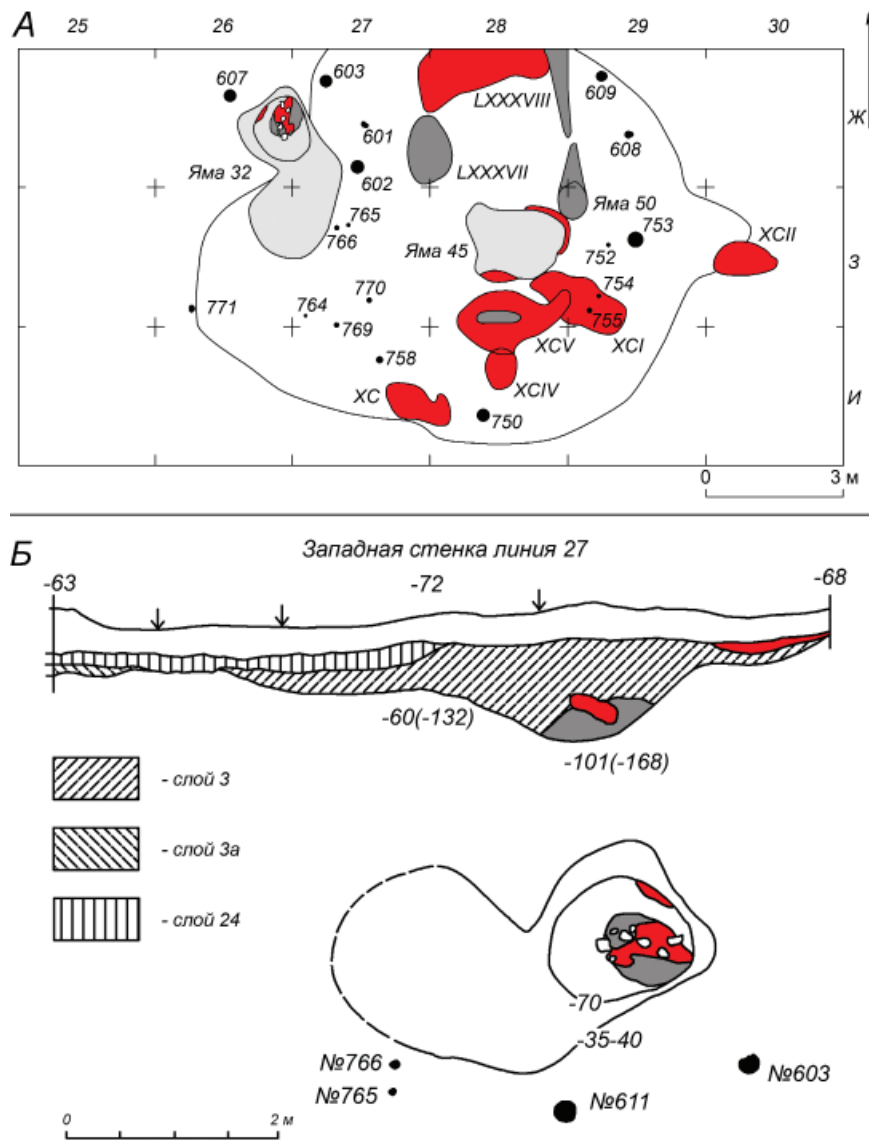 А 25 26 27 28 29 30
607
603
609
LXXXVIII
Ж
601
608
Яма 32
602
LXXXVII
765
Яма 50
753
766
Яма 45
752
XCII
З
770
754
771
764
755
769
XCV
XCI
758
XCIV
XC
И
750
0 3 м
Б Западная стенка линия 27
-63 -72 -68
-60(-132)
-101(-168)
- слой 3
- слой 3а
- слой 24
-70
-35-40
№766
№603
№765
№611
0 2 м